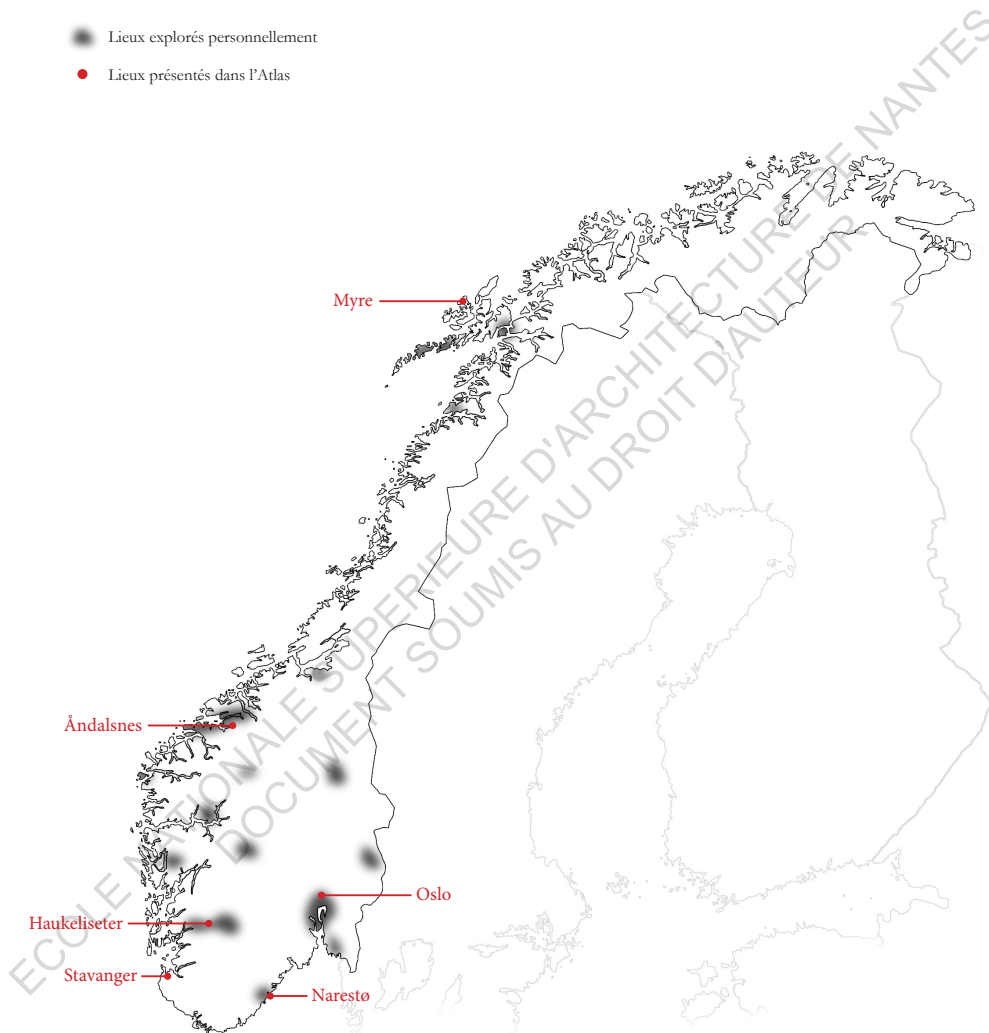 Lieux explorés personnellement
Lieux présentés dans l'Atlas
Myre
Åndalsnes
Oslo
Haukeliseter
Stavanger
Narestø
ECOLE NATIONALE SUPERIEURE D'ARCHITECTURE DE NANTES
DOCUMENT SOUMIS AU DROIT D'AUTEUR